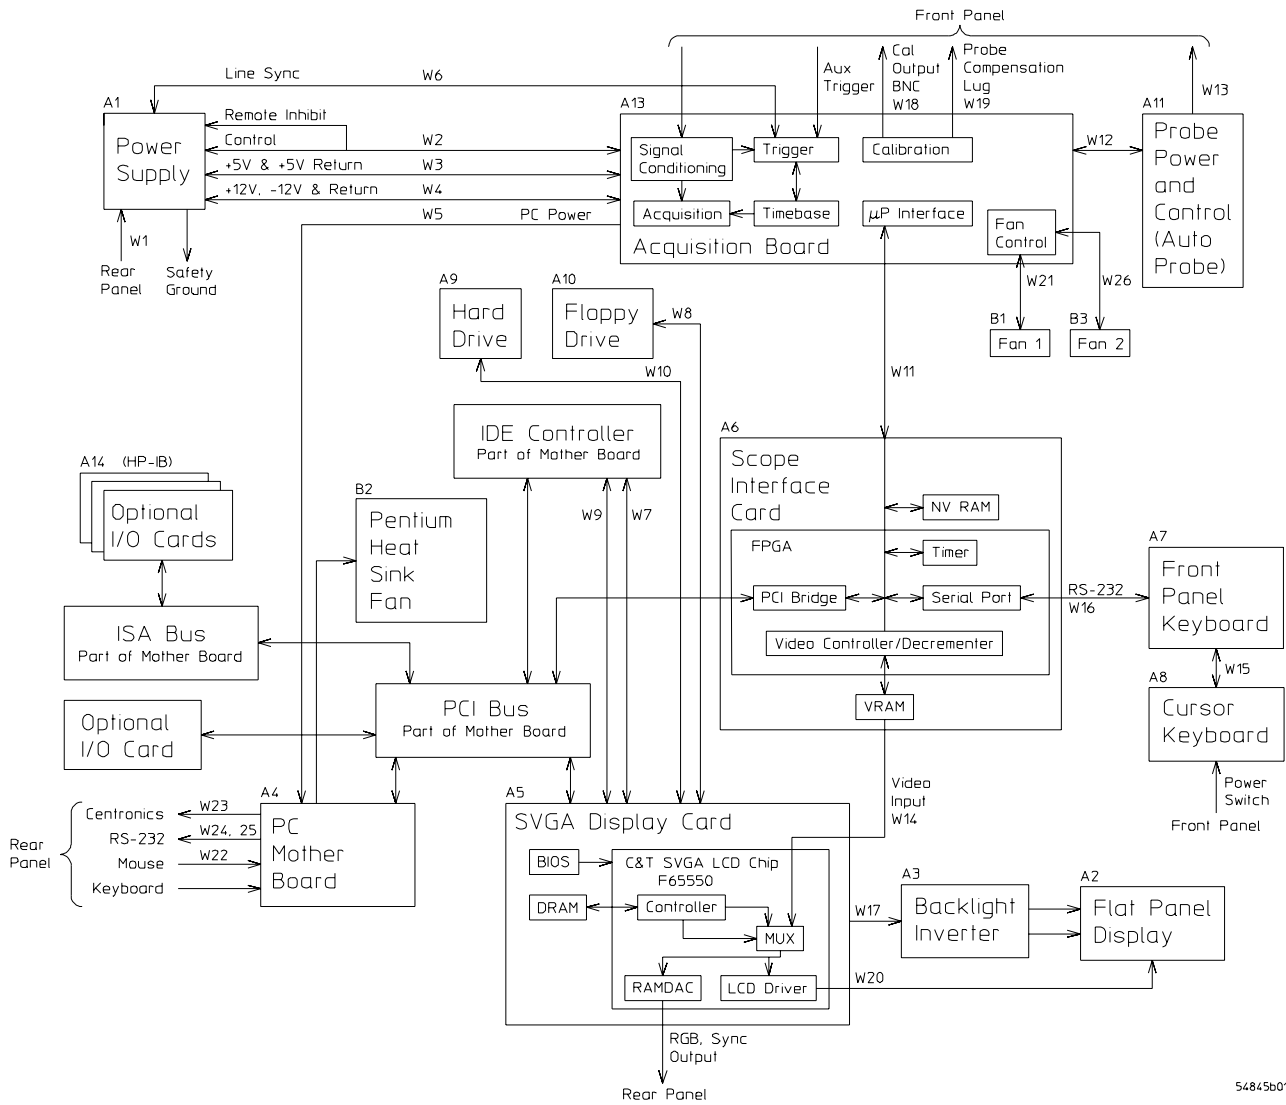 Front Panel
Line Sync
W6
Aux
Trigger
Cal
Output
BNC
W18
Probe
Compensation
Lug
W19
W13
A1
Power
Supply
Remote Inhibit
Control
W2
+5V & +5V Return
W3
+12V, -12V & Return
W4
W5
PC Power
W1
Rear
Panel
Safety
Ground
A13
Signal
Conditioning
Trigger
Calibration
Acquisition
Timebase
µP Interface
Fan
Control
Acquisition Board
W12
A11
Probe
Power
and
Control
(Auto
Probe)
W21
W26
B1
Fan 1
B3
Fan 2
A9
Hard
Drive
A10
Floppy
Drive
W8
W10
W11
IDE Controller
Part of Mother Board
W9
W7
A14 (HP-IB)
Optional
I/O Cards
B2
Pentium
Heat
Sink
Fan
A6
Scope
Interface
Card
NV RAM
FPGA
Timer
PCI Bridge
Serial Port
Video Controller/Decrementer
VRAM
RS-232
W16
A7
Front
Panel
Keyboard
W15
A8
Cursor
Keyboard
Power
Switch
Front Panel
ISA Bus
Part of Mother Board
PCI Bus
Part of Mother Board
Optional
I/O Card
Video
Input
W14
Rear
Panel
Centronics
W23
RS-232
W24, 25
Mouse
W22
Keyboard
A4
PC
Mother
Board
A5
SVGA Display Card
BIOS
C&T SVGA LCD Chip
F65550
DRAM
Controller
MUX
RAMDAC
LCD Driver
W17
A3
Backlight
Inverter
A2
Flat Panel
Display
W20
RGB, Sync
Output
Rear Panel
54845b01